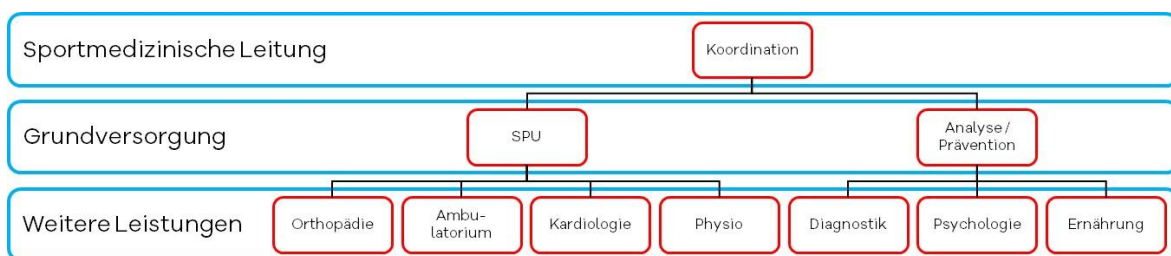 Sportmedizinische Leitung
Koordination
Grundversorgung
SPU
Analyse /
Prävention
Weitere Leistungen
Orthopädie
Ambu-
latorium
Kardiologie
Physio
Diagnostik
Psychologie
Ernährung